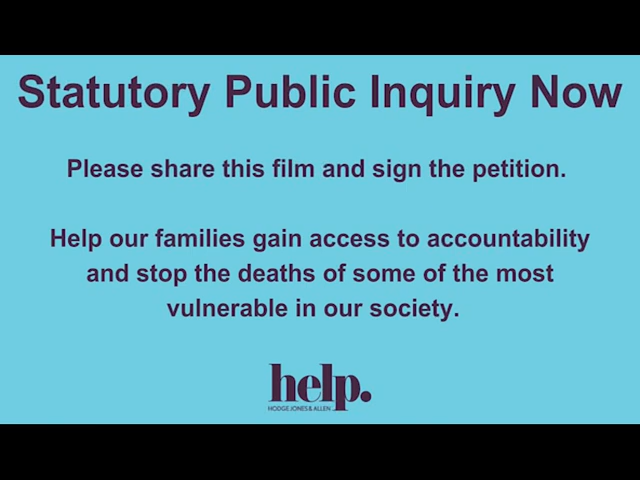 Statutory Public Inquiry Now
Please share this film and sign the petition.
Help our families gain access to accountability
and stop the deaths of some of the most
vulnerable in our society.
help.
HODGE JONES & ALLEN